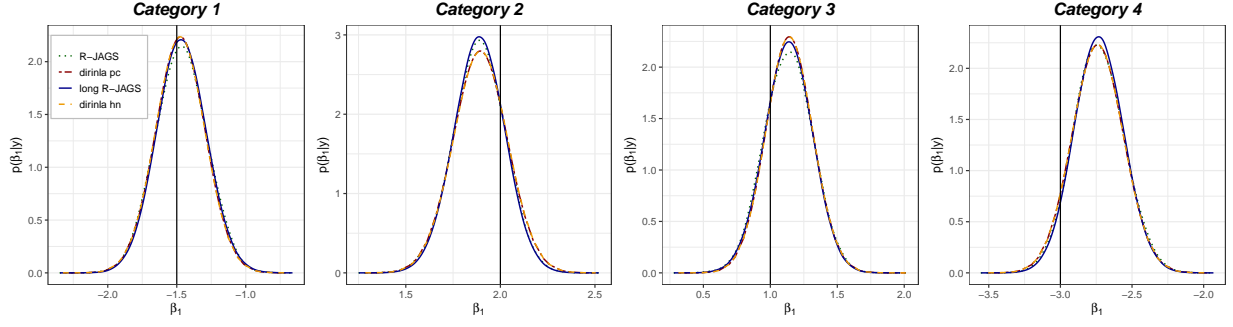 Category 1
p(β₁|y)
2.0
1.5
1.0
0.5
0.0
R−JAGS
dirinla pc
long R−JAGS
dirinla hn
−2.0 −1.5 −1.0
β₁
Category 2
p(β₁|y)
3
2
1
0
1.5 2.0 2.5
β₁
Category 3
p(β₁|y)
2.0
1.5
1.0
0.5
0.0
0.5 1.0 1.5 2.0
β₁
Category 4
p(β₁|y)
2.0
1.5
1.0
0.5
0.0
−3.5 −3.0 −2.5 −2.0
β₁